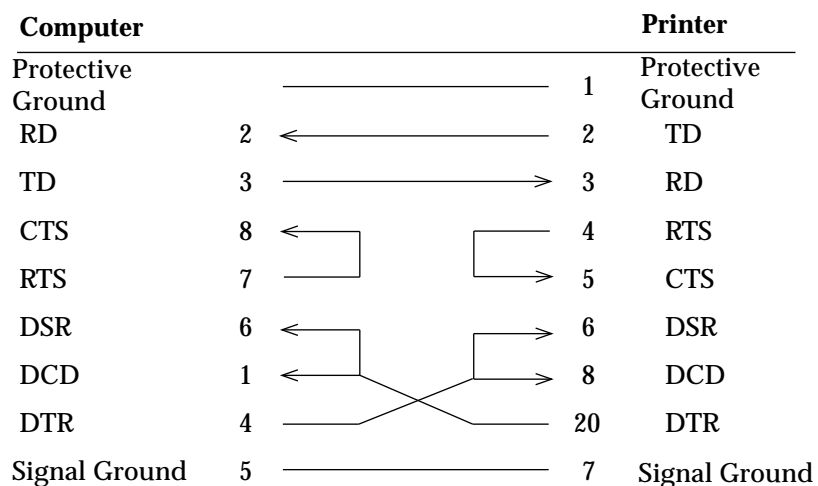 Computer Printer
Protective Ground 1 Protective Ground
RD 2 2 TD
TD 3 3 RD
CTS 8 4 RTS
RTS 7 5 CTS
DSR 6 6 DSR
DCD 1 8 DCD
DTR 4 20 DTR
Signal Ground 5 7 Signal Ground